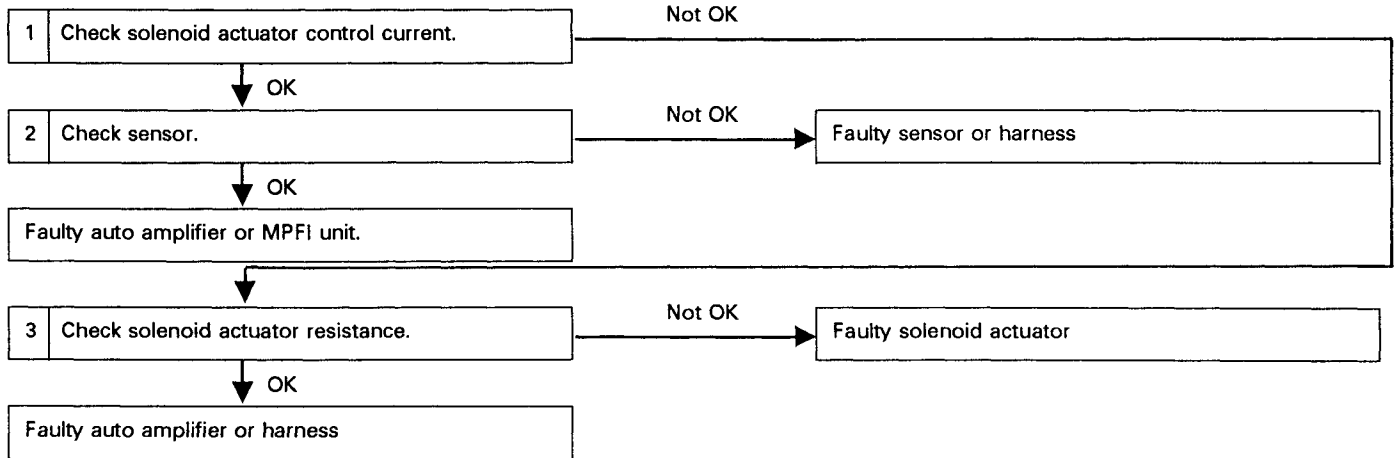 Not OK
1 Check solenoid actuator control current.
OK
Not OK
2 Check sensor.
Faulty sensor or harness
OK
Faulty auto amplifier or MPFI unit.
Not OK
3 Check solenoid actuator resistance.
Faulty solenoid actuator
OK
Faulty auto amplifier or harness